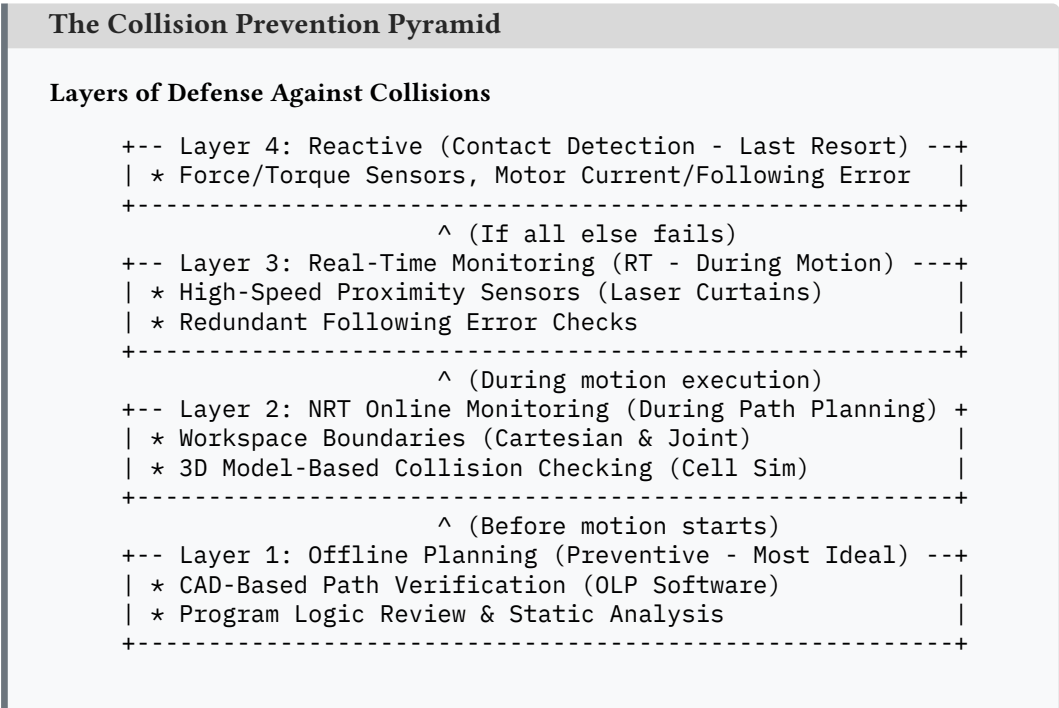 The Collision Prevention Pyramid
Layers of Defense Against Collisions
+-- Layer 4: Reactive (Contact Detection - Last Resort) --+
| * Force/Torque Sensors, Motor Current/Following Error   |
+---------------------------------------------------------+
^ (If all else fails)
+-- Layer 3: Real-Time Monitoring (RT - During Motion) ---+
| * High-Speed Proximity Sensors (Laser Curtains)         |
| * Redundant Following Error Checks                      |
+---------------------------------------------------------+
^ (During motion execution)
+-- Layer 2: NRT Online Monitoring (During Path Planning) +
| * Workspace Boundaries (Cartesian & Joint)              |
| * 3D Model-Based Collision Checking (Cell Sim)          |
+---------------------------------------------------------+
^ (Before motion starts)
+-- Layer 1: Offline Planning (Preventive - Most Ideal) --+
| * CAD-Based Path Verification (OLP Software)            |
| * Program Logic Review & Static Analysis                |
+---------------------------------------------------------+